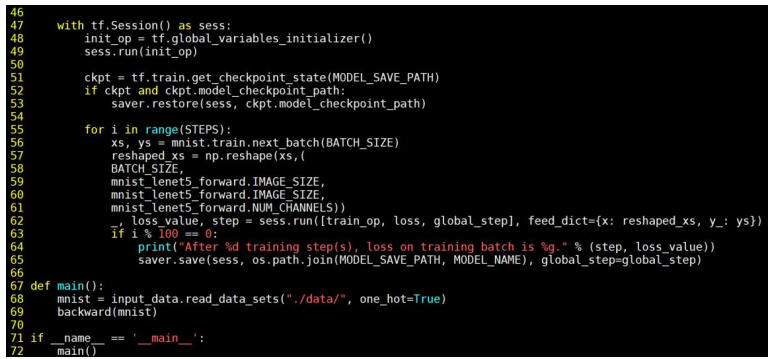 46
47     with tf.Session() as sess:
48         init_op = tf.global_variables_initializer()
49         sess.run(init_op)
50
51         ckpt = tf.train.get_checkpoint_state(MODEL_SAVE_PATH)
52         if ckpt and ckpt.model_checkpoint_path:
53             saver.restore(sess, ckpt.model_checkpoint_path)
54
55         for i in range(STEPS):
56             xs, ys = mnist.train.next_batch(BATCH_SIZE)
57             reshaped_xs = np.reshape(xs,(
58             BATCH_SIZE,
59             mnist_lenet5_forward.IMAGE_SIZE,
60             mnist_lenet5_forward.IMAGE_SIZE,
61             mnist_lenet5_forward.NUM_CHANNELS))
62             _, loss_value, step = sess.run([train_op, loss, global_step], feed_dict={x: reshaped_xs, y_: ys})
63             if i % 100 == 0:
64                 print("After %d training step(s), loss on training batch is %g." % (step, loss_value))
65                 saver.save(sess, os.path.join(MODEL_SAVE_PATH, MODEL_NAME), global_step=global_step)
66
67 def main():
68     mnist = input_data.read_data_sets("./data/", one_hot=True)
69     backward(mnist)
70
71 if __name__ == '__main__':
72     main()